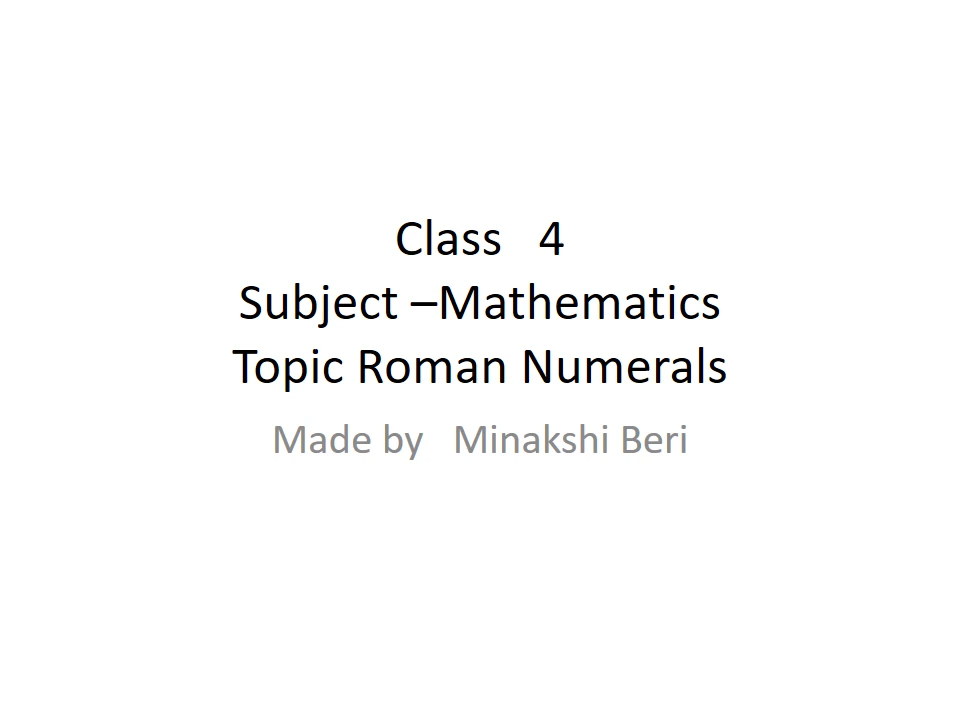 Class   4
Subject –Mathematics
Topic Roman Numerals
Made by   Minakshi Beri